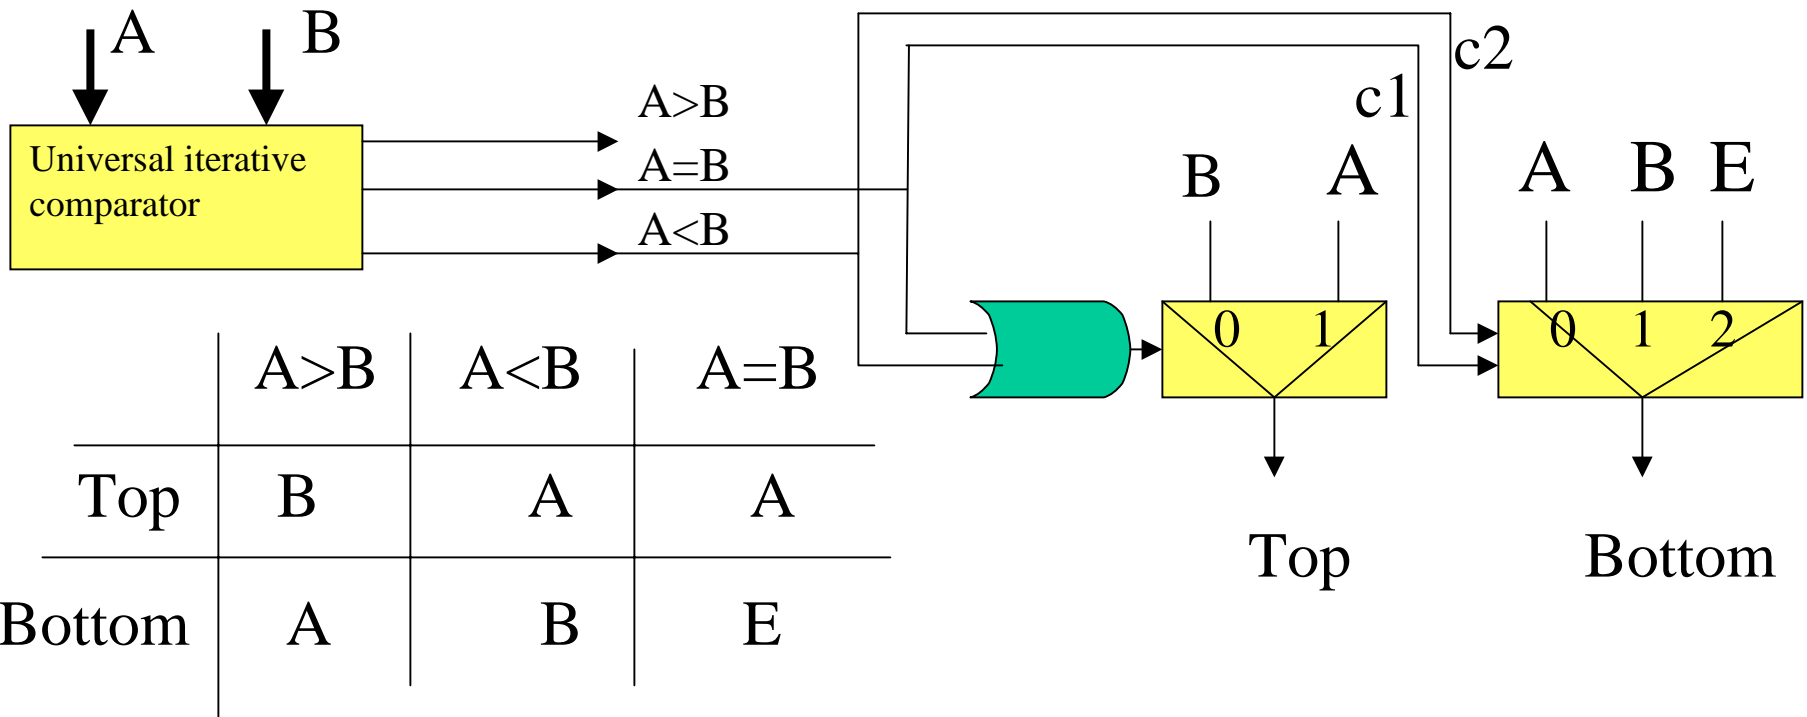 A B
c2
A>B
c1
Universal iterative
comparator
A=B
B A
A B E
A<B
0 1
0 1 2
A>B A<B A=B
Top B A A
Top Bottom
Bottom A B E